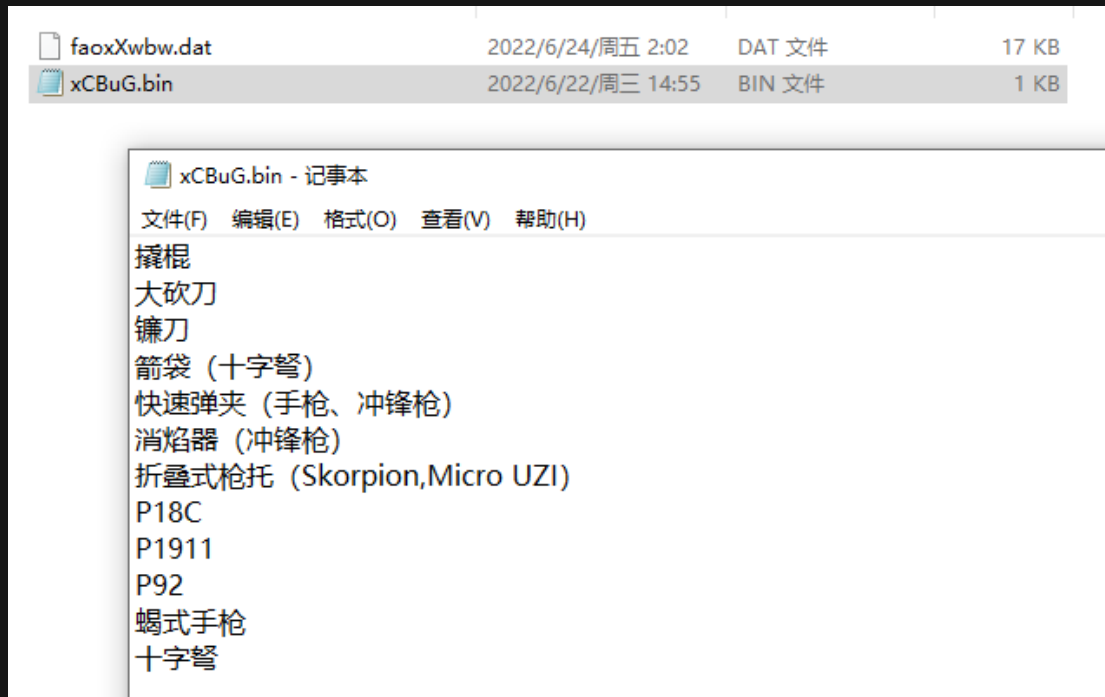 faoxXwbw.dat 2022/6/24/周五 2:02 DAT 文件 17 KB
xCBuG.bin 2022/6/22/周三 14:55 BIN 文件 1 KB
xCBuG.bin - 记事本
文件(F) 编辑(E) 格式(O) 查看(V) 帮助(H)
撬棍
大砍刀
镰刀
箭袋（十字弩）
快速弹夹（手枪、冲锋枪）
消焰器（冲锋枪）
折叠式枪托（Skorpion,Micro UZI）
P18C
P1911
P92
蝎式手枪
十字弩